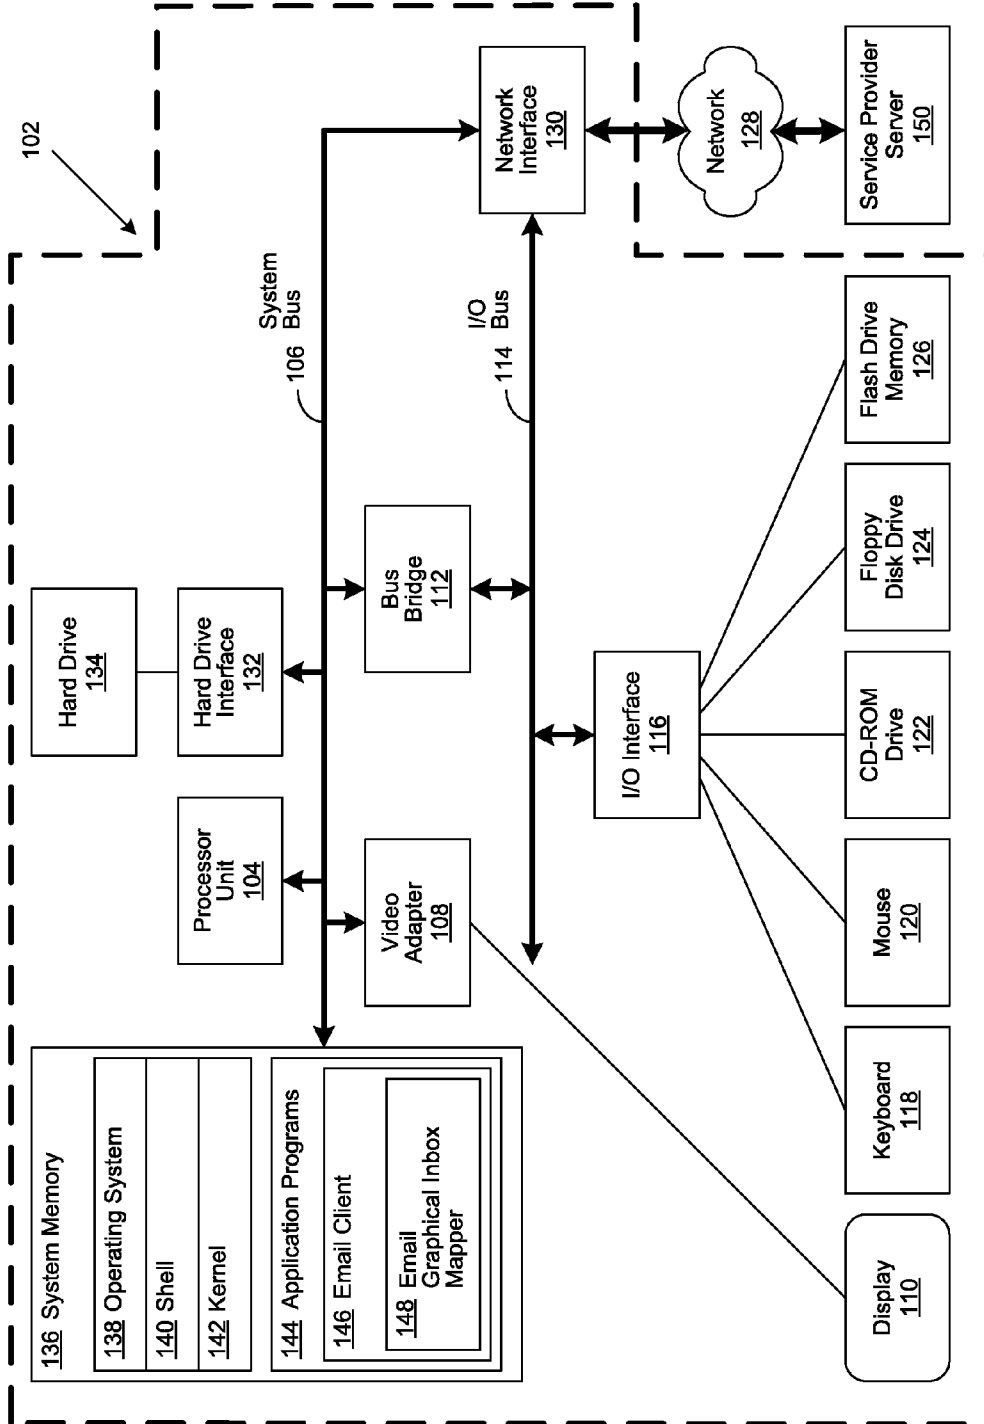 102
Hard Drive
134
Processor
Unit
104
Hard Drive
Interface
132
136 System Memory
138 Operating System
140 Shell
142 Kernel
144 Application Programs
146 Email Client
148 Email
Graphical Inbox
Mapper
106
System
Bus
Video
Adapter
108
Bus
Bridge
112
114
I/O
Bus
Network
Interface
130
I/O Interface
116
Network
128
Display
110
Keyboard
118
Mouse
120
CD-ROM
Drive
122
Floppy
Disk Drive
124
Flash Drive
Memory
126
Service Provider
Server
150